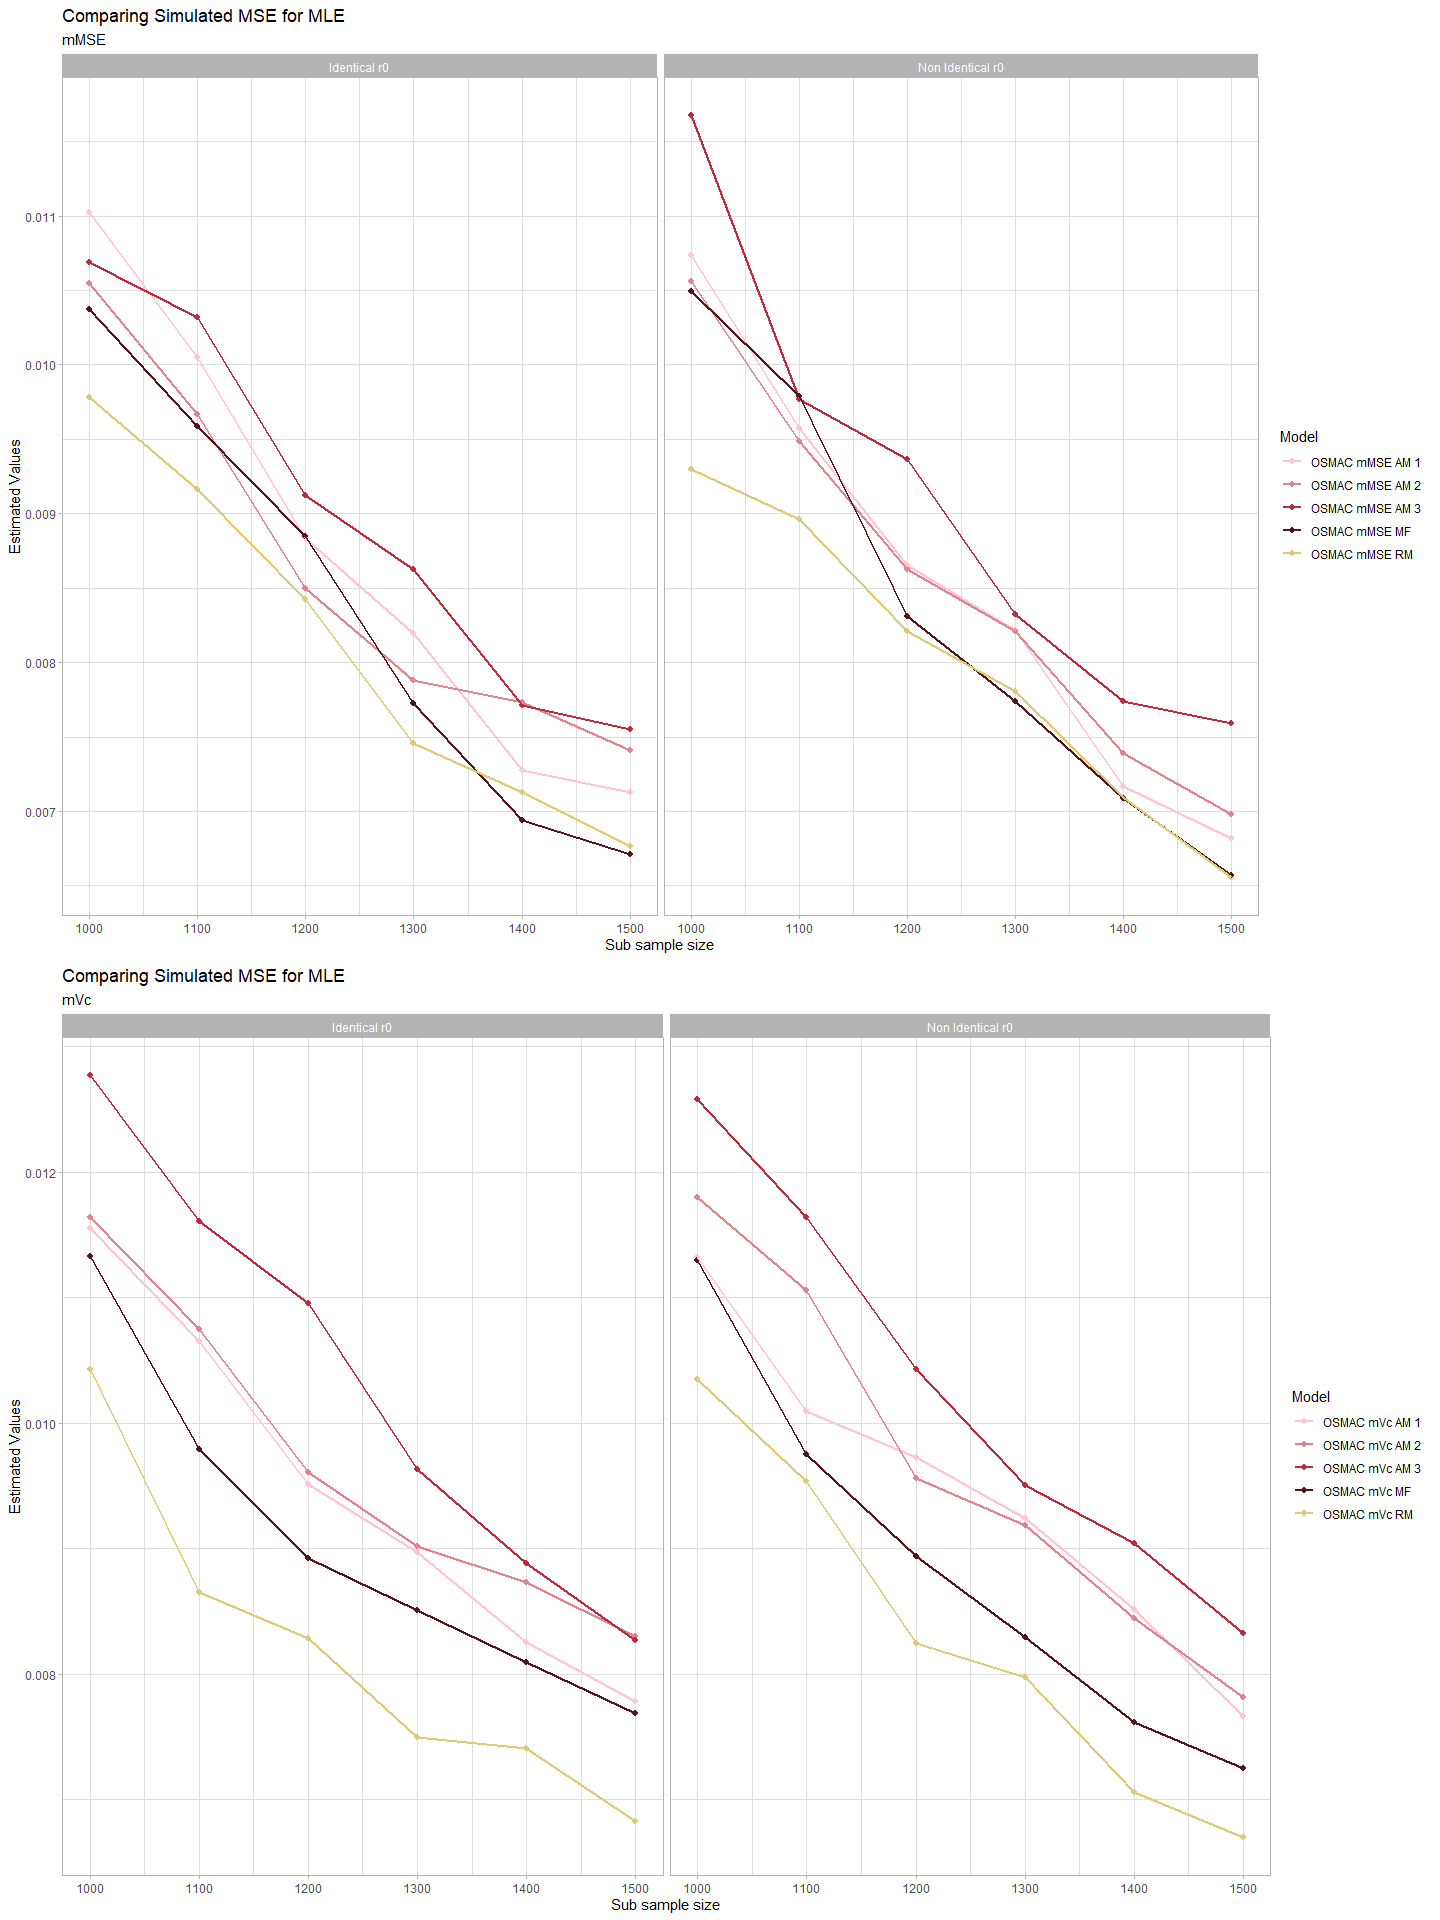 Comparing Simulated MSE for MLE
mMSE
Identical r0
Non Identical r0
0.011
0.010
0.009
0.008
0.007
Estimated Values
1000 1100 1200 1300 1400 1500
1000 1100 1200 1300 1400 1500
Sub sample size
Model
OSMAC mMSE AM 1
OSMAC mMSE AM 2
OSMAC mMSE AM 3
OSMAC mMSE MF
OSMAC mMSE RM
Comparing Simulated MSE for MLE
mVc
Identical r0
Non Identical r0
0.012
0.010
0.008
Estimated Values
1000 1100 1200 1300 1400 1500
1000 1100 1200 1300 1400 1500
Sub sample size
Model
OSMAC mVc AM 1
OSMAC mVc AM 2
OSMAC mVc AM 3
OSMAC mVc MF
OSMAC mVc RM